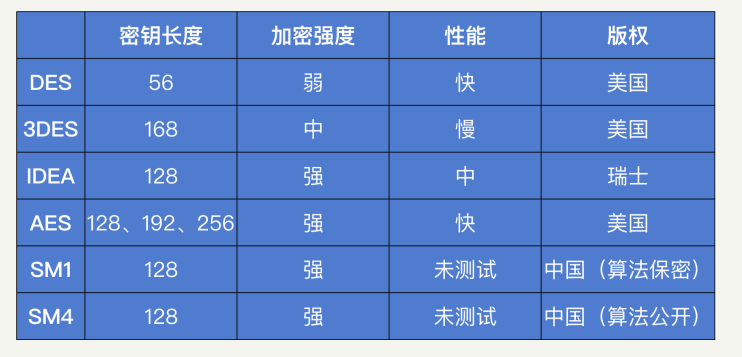 密钥长度 加密强度 性能 版权
DES 56 弱 快 美国
3DES 168 中 慢 美国
IDEA 128 强 中 瑞士
AES 128、192、256 强 快 美国
SM1 128 强 未测试 中国（算法保密）
SM4 128 强 未测试 中国（算法公开）